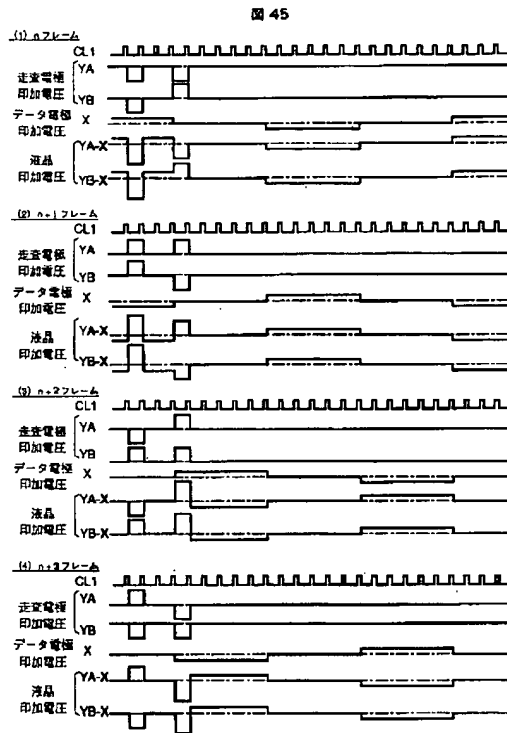 図 45
(1) nフレーム
CL1
YA
走査電極
印加電圧
YB
データ電極 X
印加電圧
YA-X
液晶
印加電圧
YB-X
(2) n+1フレーム
CL1
YA
走査電極
印加電圧
YB
データ電極 X
印加電圧
YA-X
液晶
印加電圧
YB-X
(3) n+2フレーム
CL1
YA
走査電極
印加電圧
YB
データ電極 X
印加電圧
YA-X
液晶
印加電圧
YB-X
(4) n+3フレーム
CL1
YA
走査電極
印加電圧
YB
データ電極 X
印加電圧
YA-X
液晶
印加電圧
YB-X